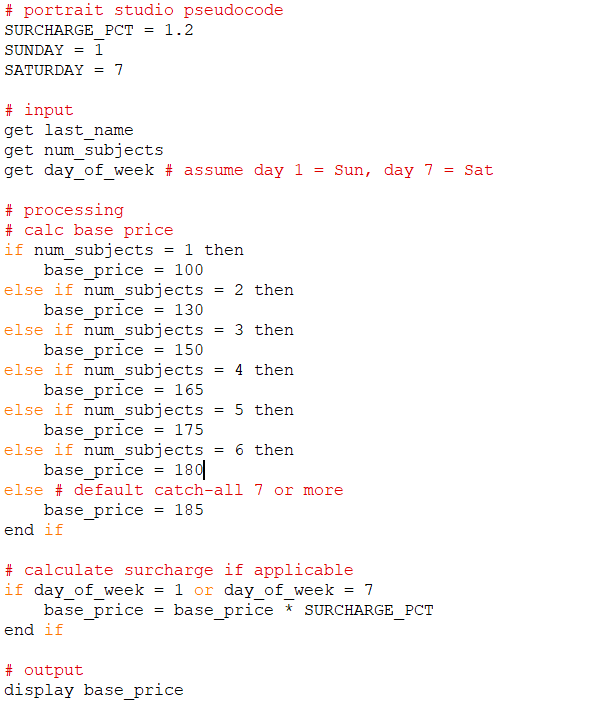 # portrait studio pseudocode
SURCHARGE_PCT = 1.2
SUNDAY = 1
SATURDAY = 7
# input
get last_name
get num_subjects
get day_of_week # assume day 1 = Sun, day 7 = Sat
# processing
# calc base price
if num_subjects = 1 then
    base_price = 100
else if num_subjects = 2 then
    base_price = 130
else if num_subjects = 3 then
    base_price = 150
else if num_subjects = 4 then
    base_price = 165
else if num_subjects = 5 then
    base_price = 175
else if num_subjects = 6 then
    base_price = 180
else # default catch-all 7 or more
    base_price = 185
end if
# calculate surcharge if applicable
if day_of_week = 1 or day_of_week = 7
    base_price = base_price * SURCHARGE_PCT
end if
# output
display base_price